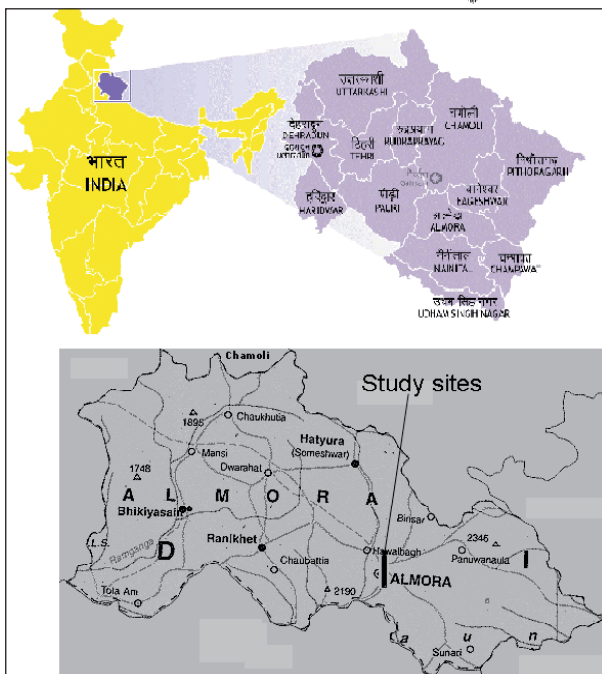 भारत
INDIA
उत्तरकाशी
UTTARKASHI
चमोली
CHAMOLI
देहरादून
DEHRADUN
टिहरी
TEHRI
रुद्रप्रयाग
RUDRAPRAYAG
पिथौरागढ़
PITHORAGARH
हरिद्वार
HARIDWAR
पौड़ी
PAURI
बागेश्वर
BAGESHWAR
अल्मोड़ा
ALMORA
नैनीताल
NAINITAL
चम्पावत
CHAMPAWAT
उधम सिंह नगर
UDHAM SINGH NAGAR
Chamoli
Study sites
1895
Chaukhutia
Mansi
Hatyura
(Someshwar)
1748
Dwarahat
A L M O R A
Bhikiyasain
Binsar
2346
L.S.
Ramganga
D
Ranikhet
Hawalbagh
Panuwanaula
I
Chaubattia
ALMORA
2190
Tola Am
a u n
Sunari